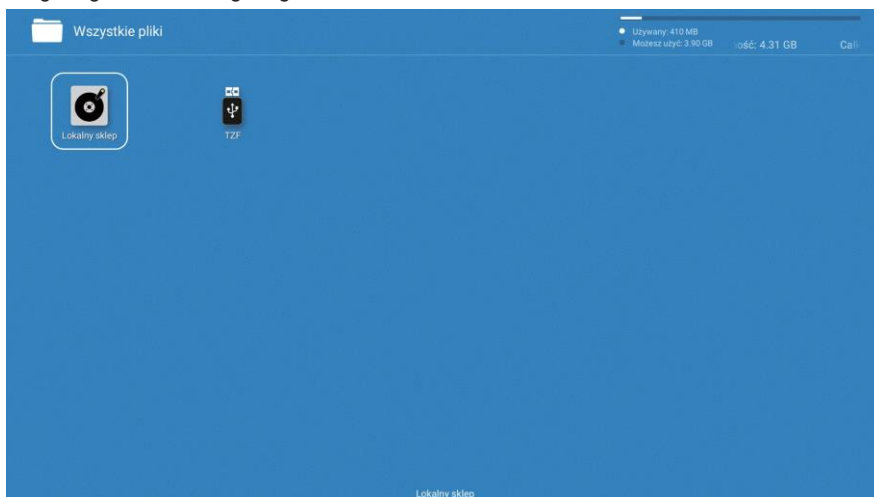 Wszystkie pliki
Używany: 410 MB
Możesz użyć: 3.90 GB
ość: 4.31 GB
Cał
Lokalny sklep
TZF
Lokalny sklep